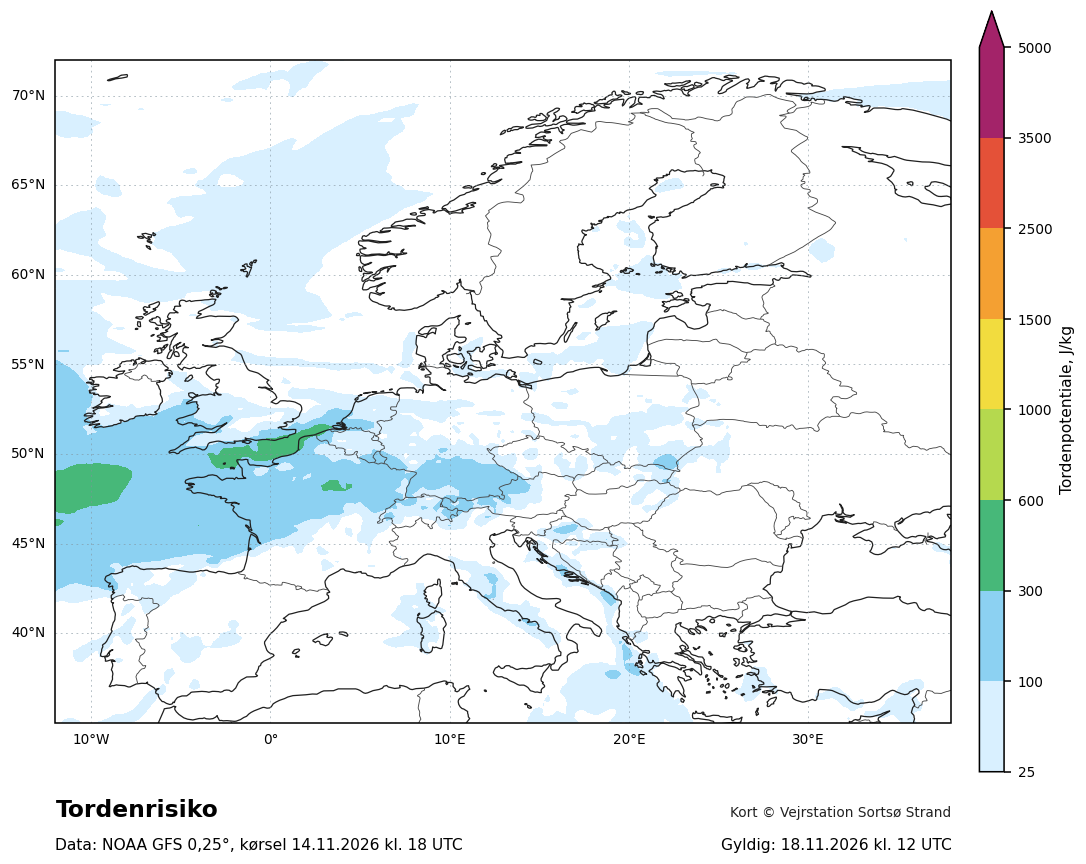 5000
3500
2500
1500
1000
600
300
100
25
Tordenpotentiale, J/kg
70°N
65°N
60°N
55°N
50°N
45°N
40°N
10°W
0°
10°E
20°E
30°E
Tordenrisiko
Kort © Vejrstation Sortsø Strand
Data: NOAA GFS 0,25°, kørsel 14.11.2026 kl. 18 UTC
Gyldig: 18.11.2026 kl. 12 UTC